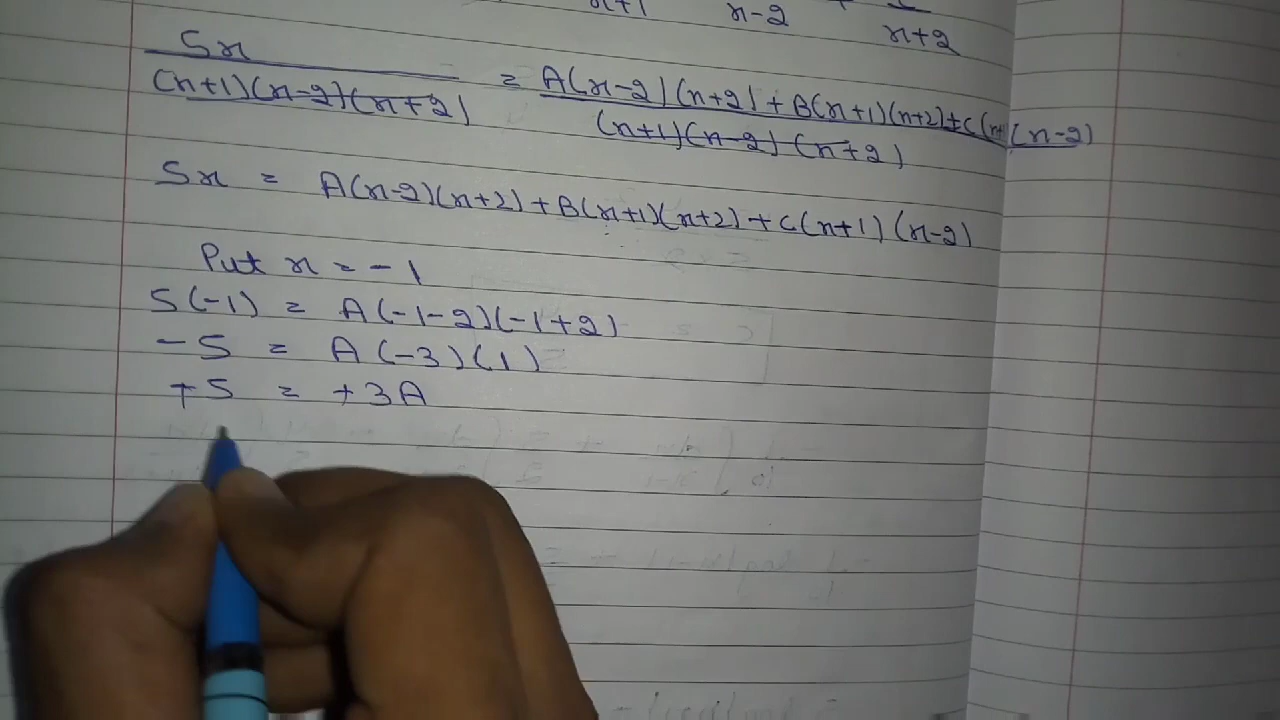 x+1 x-2 + x+2
5x / (x+1)(x-2)(x+2) = A(x-2)(x+2)+B(x+1)(x+2)+C(x+1)(x-2) / (x+1)(x-2)(x+2)
5x = A(x-2)(x+2)+B(x+1)(x+2)+C(x+1)(x-2)
Put x = -1
5(-1) = A(-1-2)(-1+2)
-5 = A(-3)(1)
+5 = +3A